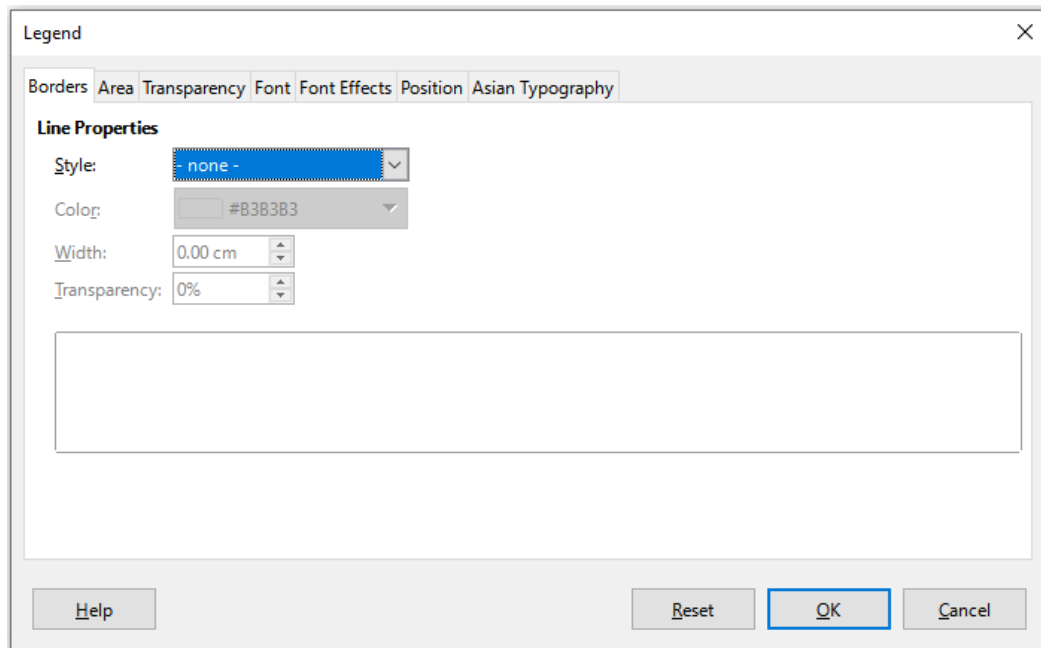 Legend
Borders Area Transparency Font Font Effects Position Asian Typography
Line Properties
Style: - none -
Color: #B3B3B3
Width: 0.00 cm
Transparency: 0%
Help Reset OK Cancel